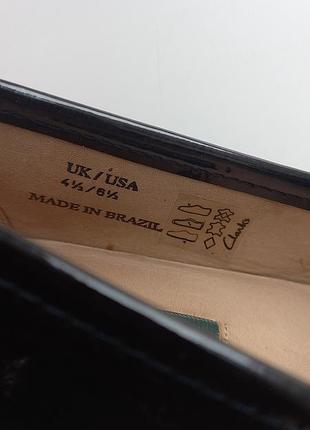 UK/USA
4½/6½
MADE IN BRAZIL
Clarks